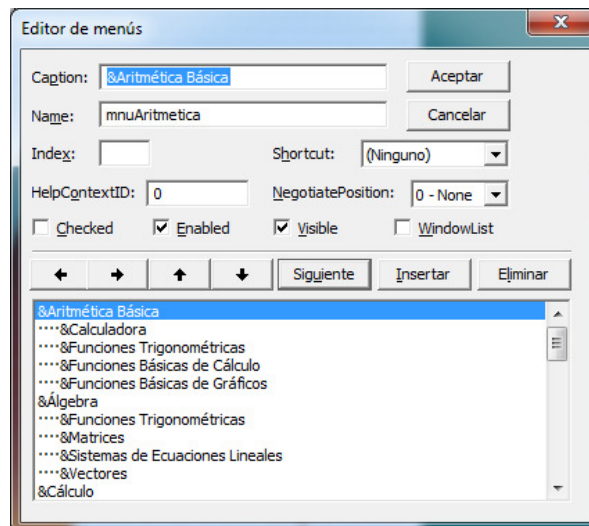 Editor de menús
Caption: &Aritmética Básica Aceptar
Name: mnuAritmetica Cancelar
Index: Shortcut: (Ninguno)
HelpContextID: 0 NegotiatePosition: 0 - None
Checked Enabled Visible WindowList
Siguiente Insertar Eliminar
&Aritmética Básica
····&Calculadora
····&Funciones Trigonométricas
····&Funciones Básicas de Cálculo
····&Funciones Básicas de Gráficos
&Álgebra
····&Funciones Trigonométricas
····&Matrices
····&Sistemas de Ecuaciones Lineales
····&Vectores
&Cálculo